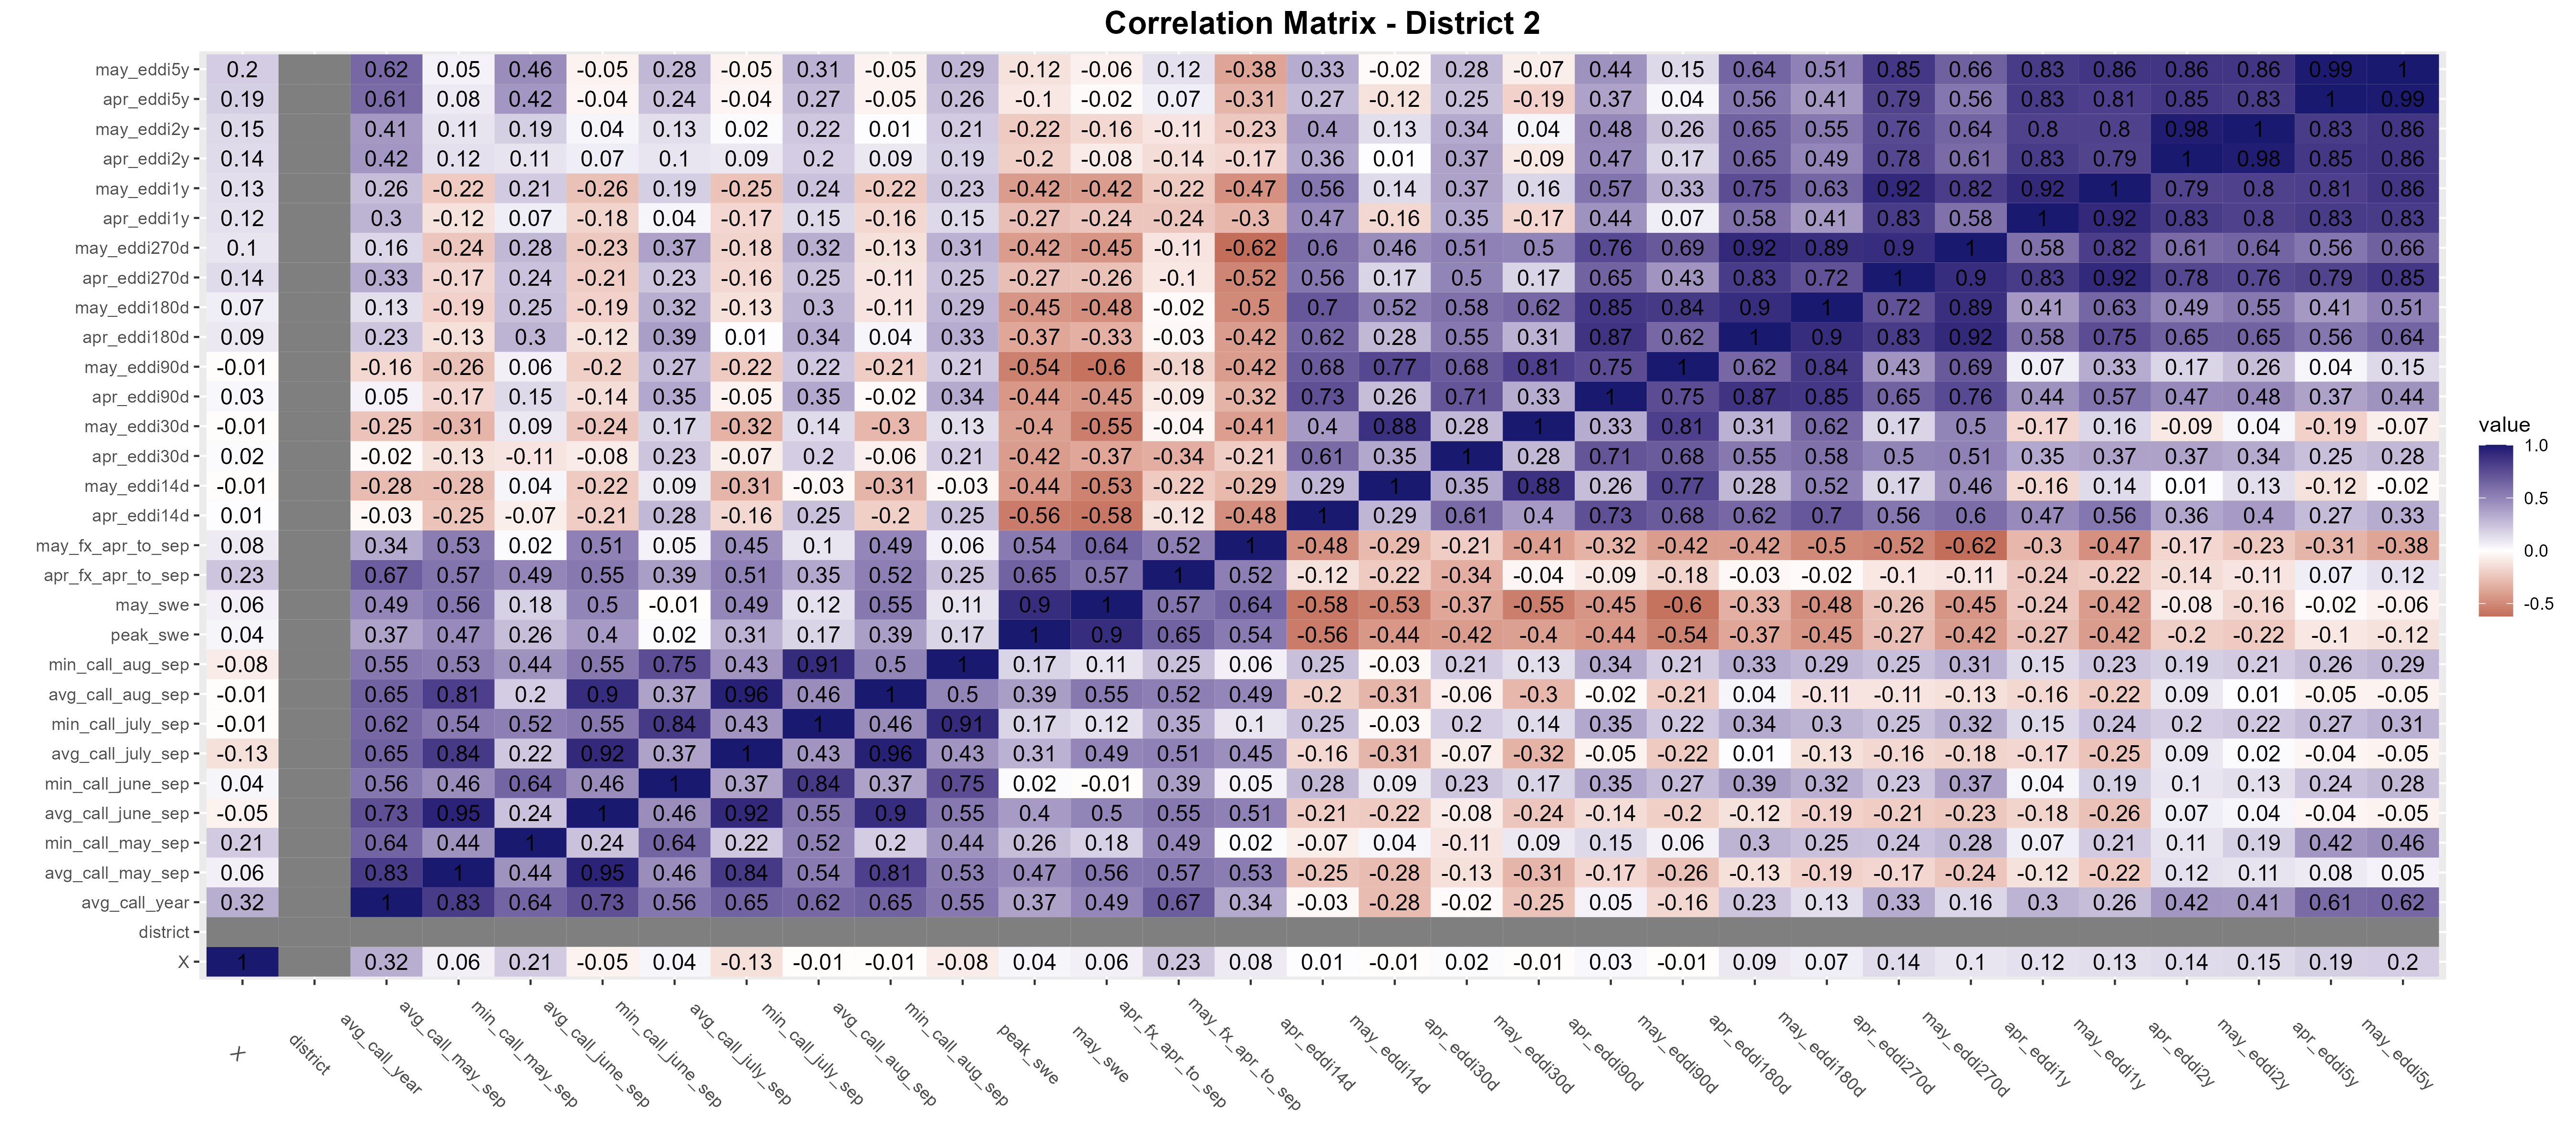 Correlation Matrix - District 2
may_eddi5y 0.2 0.62 0.05 0.46 -0.05 0.28 -0.05 0.31 -0.05 0.29 -0.12 -0.06 0.12 -0.38 0.33 -0.02 0.28 -0.07 0.44 0.15 0.64 0.51 0.85 0.66 0.83 0.86 0.86 0.86 0.99 1
apr_eddi5y 0.19 0.61 0.08 0.42 -0.04 0.24 -0.04 0.27 -0.05 0.26 -0.1 -0.02 0.07 -0.31 0.27 -0.12 0.25 -0.19 0.37 0.04 0.56 0.41 0.79 0.56 0.83 0.81 0.85 0.83 1 0.99
may_eddi2y 0.15 0.41 0.11 0.19 0.04 0.13 0.02 0.22 0.01 0.21 -0.22 -0.16 -0.11 -0.23 0.4 0.13 0.34 0.04 0.48 0.26 0.65 0.55 0.76 0.64 0.8 0.8 0.98 1 0.83 0.86
apr_eddi2y 0.14 0.42 0.12 0.11 0.07 0.1 0.09 0.2 0.09 0.19 -0.2 -0.08 -0.14 -0.17 0.36 0.01 0.37 -0.09 0.47 0.17 0.65 0.49 0.78 0.61 0.83 0.79 1 0.98 0.85 0.86
may_eddi1y 0.13 0.26 -0.22 0.21 -0.26 0.19 -0.25 0.24 -0.22 0.23 -0.42 -0.42 -0.22 -0.47 0.56 0.14 0.37 0.16 0.57 0.33 0.75 0.63 0.92 0.82 0.92 1 0.79 0.8 0.81 0.86
apr_eddi1y 0.12 0.3 -0.12 0.07 -0.18 0.04 -0.17 0.15 -0.16 0.15 -0.27 -0.24 -0.24 -0.3 0.47 -0.16 0.35 -0.17 0.44 0.07 0.58 0.41 0.83 0.58 1 0.92 0.83 0.8 0.83 0.83
may_eddi270d 0.1 0.16 -0.24 0.28 -0.23 0.37 -0.18 0.32 -0.13 0.31 -0.42 -0.45 -0.11 -0.62 0.6 0.46 0.51 0.5 0.76 0.69 0.92 0.89 0.9 1 0.58 0.82 0.61 0.64 0.56 0.66
apr_eddi270d 0.14 0.33 -0.17 0.24 -0.21 0.23 -0.16 0.25 -0.11 0.25 -0.27 -0.26 -0.1 -0.52 0.56 0.17 0.5 0.17 0.65 0.43 0.83 0.72 1 0.9 0.83 0.92 0.78 0.76 0.79 0.85
may_eddi180d 0.07 0.13 -0.19 0.25 -0.19 0.32 -0.13 0.3 -0.11 0.29 -0.45 -0.48 -0.02 -0.5 0.7 0.52 0.58 0.62 0.85 0.84 0.9 1 0.72 0.89 0.41 0.63 0.49 0.55 0.41 0.51
apr_eddi180d 0.09 0.23 -0.13 0.3 -0.12 0.39 0.01 0.34 0.04 0.33 -0.37 -0.33 -0.03 -0.42 0.62 0.28 0.55 0.31 0.87 0.62 1 0.9 0.83 0.92 0.58 0.75 0.65 0.65 0.56 0.64
may_eddi90d -0.01 -0.16 -0.26 0.06 -0.2 0.27 -0.22 0.22 -0.21 0.21 -0.54 -0.6 -0.18 -0.42 0.68 0.77 0.68 0.81 0.75 1 0.62 0.84 0.43 0.69 0.07 0.33 0.17 0.26 0.04 0.15
apr_eddi90d 0.03 0.05 -0.17 0.15 -0.14 0.35 -0.05 0.35 -0.02 0.34 -0.44 -0.45 -0.09 -0.32 0.73 0.26 0.71 0.33 1 0.75 0.87 0.85 0.65 0.76 0.44 0.57 0.47 0.48 0.37 0.44
may_eddi30d -0.01 -0.25 -0.31 0.09 -0.24 0.17 -0.32 0.14 -0.3 0.13 -0.4 -0.55 -0.04 -0.41 0.4 0.88 0.28 1 0.33 0.81 0.31 0.62 0.17 0.5 -0.17 0.16 -0.09 0.04 -0.19 -0.07
apr_eddi30d 0.02 -0.02 -0.13 -0.11 -0.08 0.23 -0.07 0.2 -0.06 0.21 -0.42 -0.37 -0.34 -0.21 0.61 0.35 1 0.28 0.71 0.68 0.55 0.58 0.5 0.51 0.35 0.37 0.37 0.34 0.25 0.28
may_eddi14d -0.01 -0.28 -0.28 0.04 -0.22 0.09 -0.31 -0.03 -0.31 -0.03 -0.44 -0.53 -0.22 -0.29 0.29 1 0.35 0.88 0.26 0.77 0.28 0.52 0.17 0.46 -0.16 0.14 0.01 0.13 -0.12 -0.02
apr_eddi14d 0.01 -0.03 -0.25 -0.07 -0.21 0.28 -0.16 0.25 -0.2 0.25 -0.56 -0.58 -0.12 -0.48 1 0.29 0.61 0.4 0.73 0.68 0.62 0.7 0.56 0.6 0.47 0.56 0.36 0.4 0.27 0.33
may_fx_apr_to_sep 0.08 0.34 0.53 0.02 0.51 0.05 0.45 0.1 0.49 0.06 0.54 0.64 0.52 1 -0.48 -0.29 -0.21 -0.41 -0.32 -0.42 -0.42 -0.5 -0.52 -0.62 -0.3 -0.47 -0.17 -0.23 -0.31 -0.38
apr_fx_apr_to_sep 0.23 0.67 0.57 0.49 0.55 0.39 0.51 0.35 0.52 0.25 0.65 0.57 1 0.52 -0.12 -0.22 -0.34 -0.04 -0.09 -0.18 -0.03 -0.02 -0.1 -0.11 -0.24 -0.22 -0.14 -0.11 0.07 0.12
may_swe 0.06 0.49 0.56 0.18 0.5 -0.01 0.49 0.12 0.55 0.11 0.9 1 0.57 0.64 -0.58 -0.53 -0.37 -0.55 -0.45 -0.6 -0.33 -0.48 -0.26 -0.45 -0.24 -0.42 -0.08 -0.16 -0.02 -0.06
peak_swe 0.04 0.37 0.47 0.26 0.4 0.02 0.31 0.17 0.39 0.17 1 0.9 0.65 0.54 -0.56 -0.44 -0.42 -0.4 -0.44 -0.54 -0.37 -0.45 -0.27 -0.42 -0.27 -0.42 -0.2 -0.22 -0.1 -0.12
min_call_aug_sep -0.08 0.55 0.53 0.44 0.55 0.75 0.43 0.91 0.5 1 0.17 0.11 0.25 0.06 0.25 -0.03 0.21 0.13 0.34 0.21 0.33 0.29 0.25 0.31 0.15 0.23 0.19 0.21 0.26 0.29
avg_call_aug_sep -0.01 0.65 0.81 0.2 0.9 0.37 0.96 0.46 1 0.5 0.39 0.55 0.52 0.49 -0.2 -0.31 -0.06 -0.3 -0.02 -0.21 0.04 -0.11 -0.11 -0.13 -0.16 -0.22 0.09 0.01 -0.05 -0.05
min_call_july_sep -0.01 0.62 0.54 0.52 0.55 0.84 0.43 1 0.46 0.91 0.17 0.12 0.35 0.1 0.25 -0.03 0.2 0.14 0.35 0.22 0.34 0.3 0.25 0.32 0.15 0.24 0.2 0.22 0.27 0.31
avg_call_july_sep -0.13 0.65 0.84 0.22 0.92 0.37 1 0.43 0.96 0.43 0.31 0.49 0.51 0.45 -0.16 -0.31 -0.07 -0.32 -0.05 -0.22 0.01 -0.13 -0.16 -0.18 -0.17 -0.25 0.09 0.02 -0.04 -0.05
min_call_june_sep 0.04 0.56 0.46 0.64 0.46 1 0.37 0.84 0.37 0.75 0.02 -0.01 0.39 0.05 0.28 0.09 0.23 0.17 0.35 0.27 0.39 0.32 0.23 0.37 0.04 0.19 0.1 0.13 0.24 0.28
avg_call_june_sep -0.05 0.73 0.95 0.24 1 0.46 0.92 0.55 0.9 0.55 0.4 0.5 0.55 0.51 -0.21 -0.22 -0.08 -0.24 -0.14 -0.2 -0.12 -0.19 -0.21 -0.23 -0.18 -0.26 0.07 0.04 -0.04 -0.05
min_call_may_sep 0.21 0.64 0.44 1 0.24 0.64 0.22 0.52 0.2 0.44 0.26 0.18 0.49 0.02 -0.07 0.04 -0.11 0.09 0.15 0.06 0.3 0.25 0.24 0.28 0.07 0.21 0.11 0.19 0.42 0.46
avg_call_may_sep 0.06 0.83 1 0.44 0.95 0.46 0.84 0.54 0.81 0.53 0.47 0.56 0.57 0.53 -0.25 -0.28 -0.13 -0.31 -0.17 -0.26 -0.13 -0.19 -0.17 -0.24 -0.12 -0.22 0.12 0.11 0.08 0.05
avg_call_year 0.32 1 0.83 0.64 0.73 0.56 0.65 0.62 0.65 0.55 0.37 0.49 0.67 0.34 -0.03 -0.28 -0.02 -0.25 0.05 -0.16 0.23 0.13 0.33 0.16 0.3 0.26 0.42 0.41 0.61 0.62
district
X 1 0.32 0.06 0.21 -0.05 0.04 -0.13 -0.01 -0.01 -0.08 0.04 0.06 0.23 0.08 0.01 -0.01 0.02 -0.01 0.03 -0.01 0.09 0.07 0.14 0.1 0.12 0.13 0.14 0.15 0.19 0.2
X
district
avg_call_year
avg_call_may_sep
min_call_may_sep
avg_call_june_sep
min_call_june_sep
avg_call_july_sep
min_call_july_sep
avg_call_aug_sep
min_call_aug_sep
peak_swe
may_swe
apr_fx_apr_to_sep
may_fx_apr_to_sep
apr_eddi14d
may_eddi14d
apr_eddi30d
may_eddi30d
apr_eddi90d
may_eddi90d
apr_eddi180d
may_eddi180d
apr_eddi270d
may_eddi270d
apr_eddi1y
may_eddi1y
apr_eddi2y
may_eddi2y
apr_eddi5y
may_eddi5y
value
1.0
0.5
0.0
-0.5